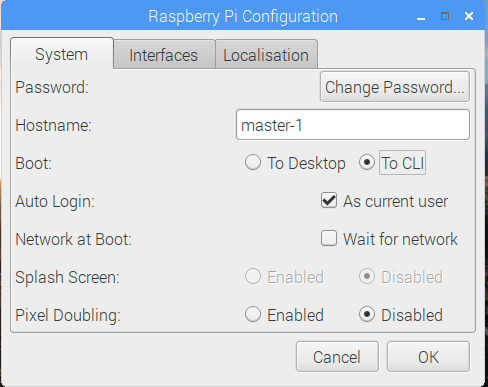 Raspberry Pi Configuration
System Interfaces Localisation
Password: Change Password...
Hostname: master-1
Boot: To Desktop To CLI
Auto Login: As current user
Network at Boot: Wait for network
Splash Screen: Enabled Disabled
Pixel Doubling: Enabled Disabled
Cancel OK